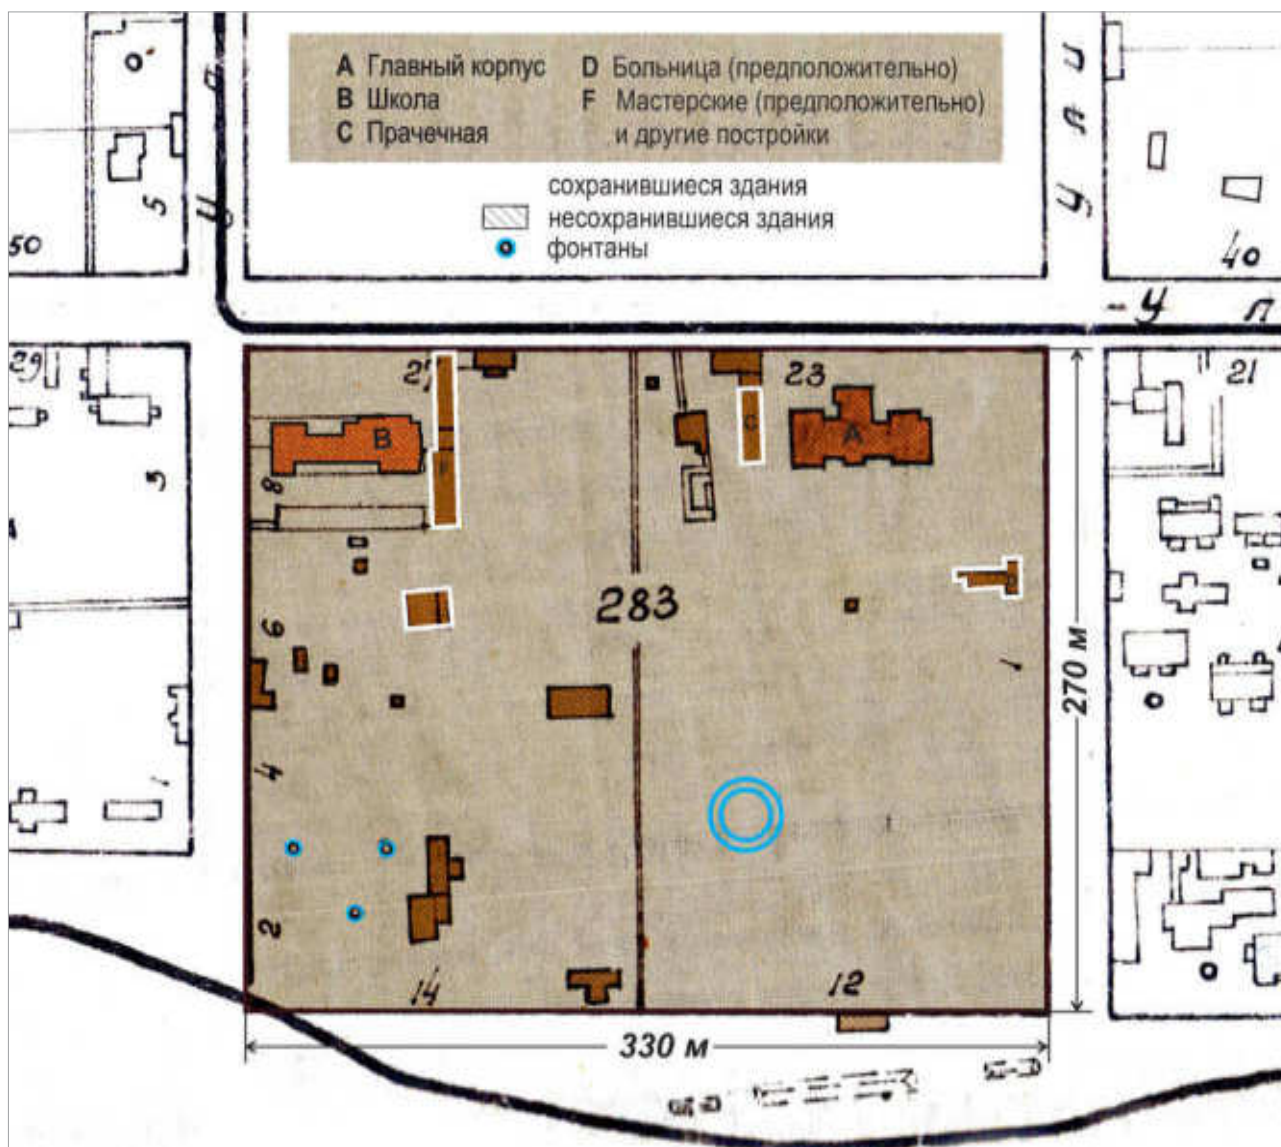 A Главный корпус
B Школа
C Прачечная
D Больница (предположительно)
F Мастерские (предположительно)
и другие постройки
сохранившиеся здания
несохранившиеся здания
фонтаны
5
50
40
У Л
29
27
23
21
B
C
A
3
8
283
6
270 м
4
2
14
12
330 м